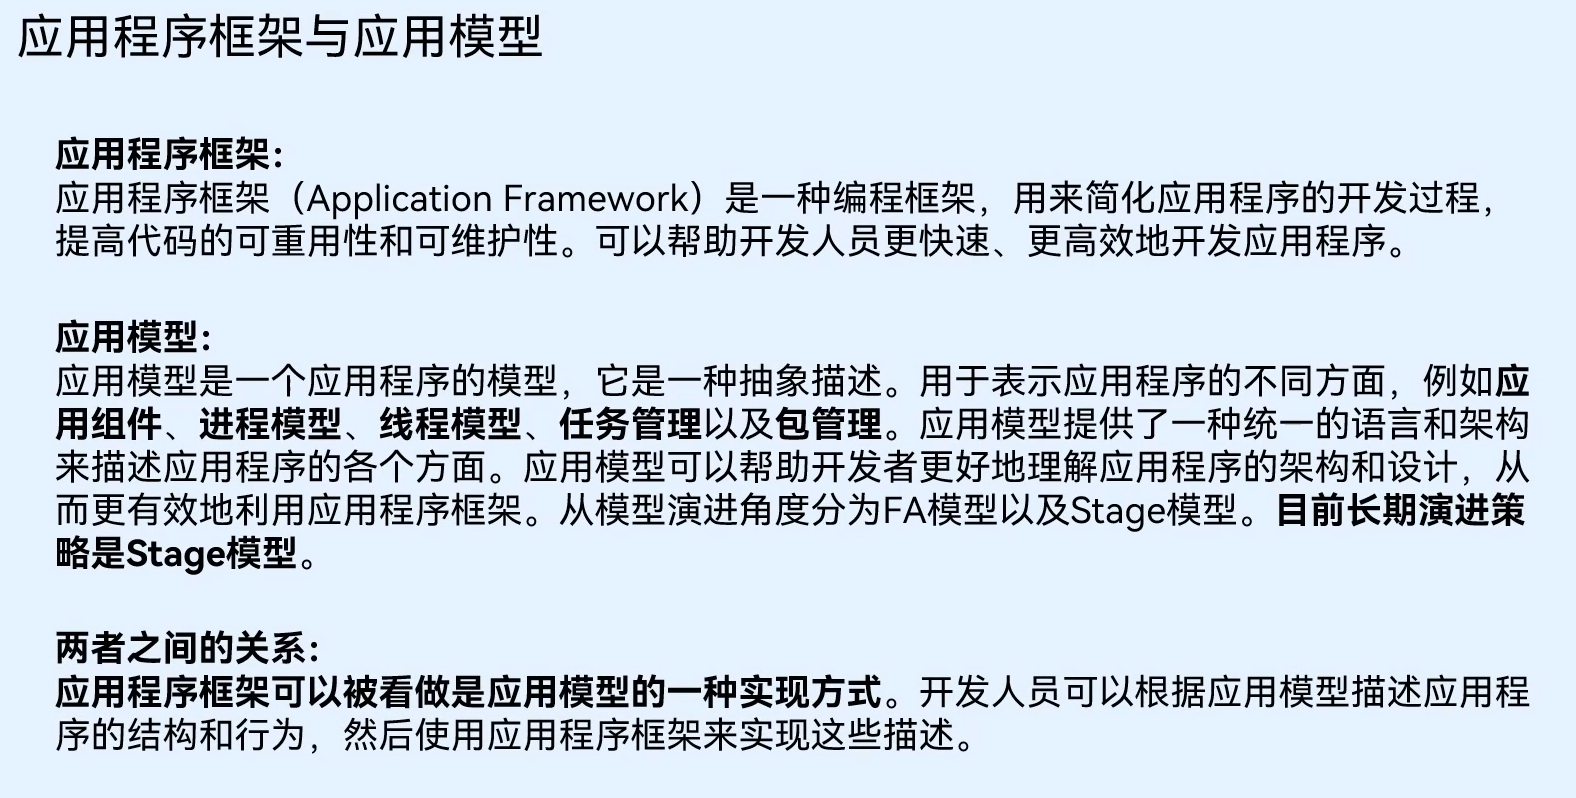 应用程序框架与应用模型
应用程序框架：
应用程序框架（Application Framework）是一种编程框架，用来简化应用程序的开发过程，
提高代码的可重用性和可维护性。可以帮助开发人员更快速、更高效地开发应用程序。
应用模型：
应用模型是一个应用程序的模型，它是一种抽象描述。用于表示应用程序的不同方面，例如应
用组件、进程模型、线程模型、任务管理以及包管理。应用模型提供了一种统一的语言和架构
来描述应用程序的各个方面。应用模型可以帮助开发者更好地理解应用程序的架构和设计，从
而更有效地利用应用程序框架。从模型演进角度分为FA模型以及Stage模型。目前长期演进策
略是Stage模型。
两者之间的关系：
应用程序框架可以被看做是应用模型的一种实现方式。开发人员可以根据应用模型描述应用程
序的结构和行为，然后使用应用程序框架来实现这些描述。